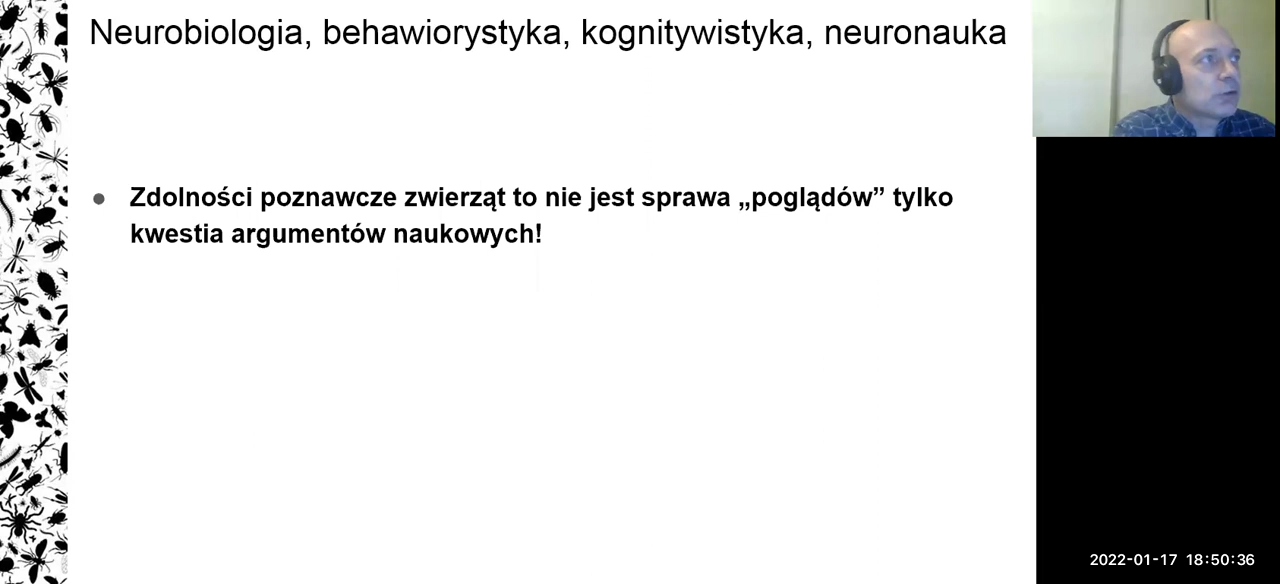 Neurobiologia, behawiorystyka, kognitywistyka, neuronauka
Zdolności poznawcze zwierząt to nie jest sprawa „poglądów” tylko
kwestia argumentów naukowych!
2022-01-17 18:50:36